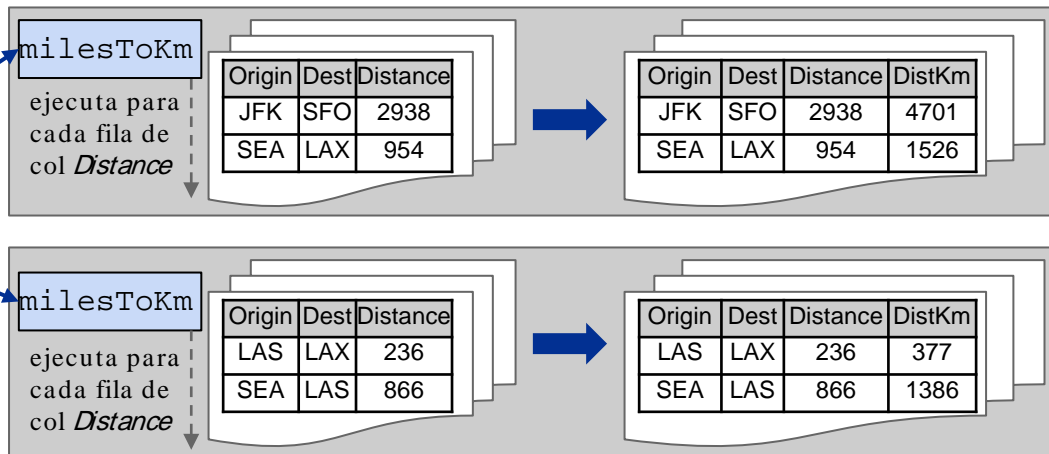 milesToKm
ejecuta para
cada fila de
col Distance
Origin Dest Distance
JFK SFO 2938
SEA LAX 954
Origin Dest Distance DistKm
JFK SFO 2938 4701
SEA LAX 954 1526
milesToKm
ejecuta para
cada fila de
col Distance
Origin Dest Distance
LAS LAX 236
SEA LAS 866
Origin Dest Distance DistKm
LAS LAX 236 377
SEA LAS 866 1386